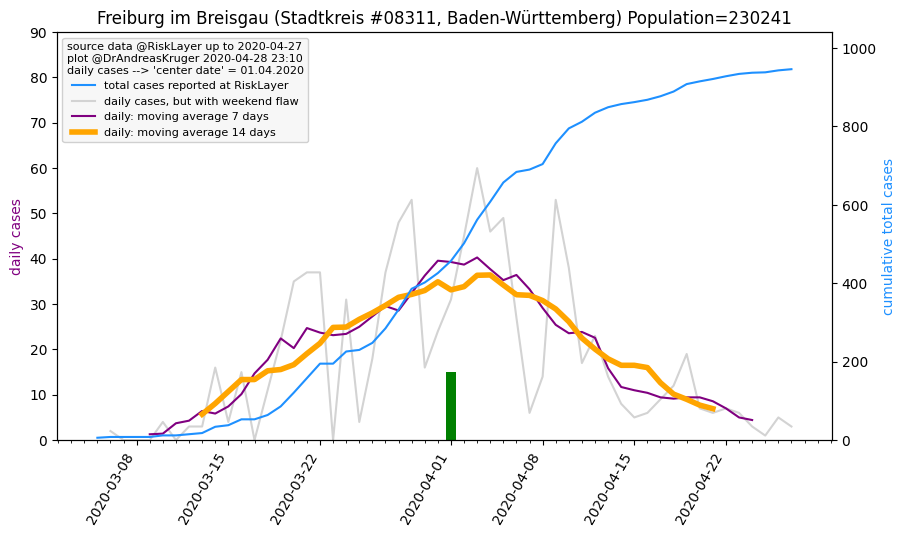 Freiburg im Breisgau (Stadtkreis #08311, Baden-Württemberg) Population=230241
source data @RiskLayer up to 2020-04-27
plot @DrAndreasKruger 2020-04-28 23:10
daily cases --> 'center date' = 01.04.2020
total cases reported at RiskLayer
daily cases, but with weekend flaw
daily: moving average 7 days
daily: moving average 14 days
daily cases
90
80
70
60
50
40
30
20
10
0
1000
800
600
400
200
0
cumulative total cases
2020-03-08
2020-03-15
2020-03-22
2020-04-01
2020-04-08
2020-04-15
2020-04-22